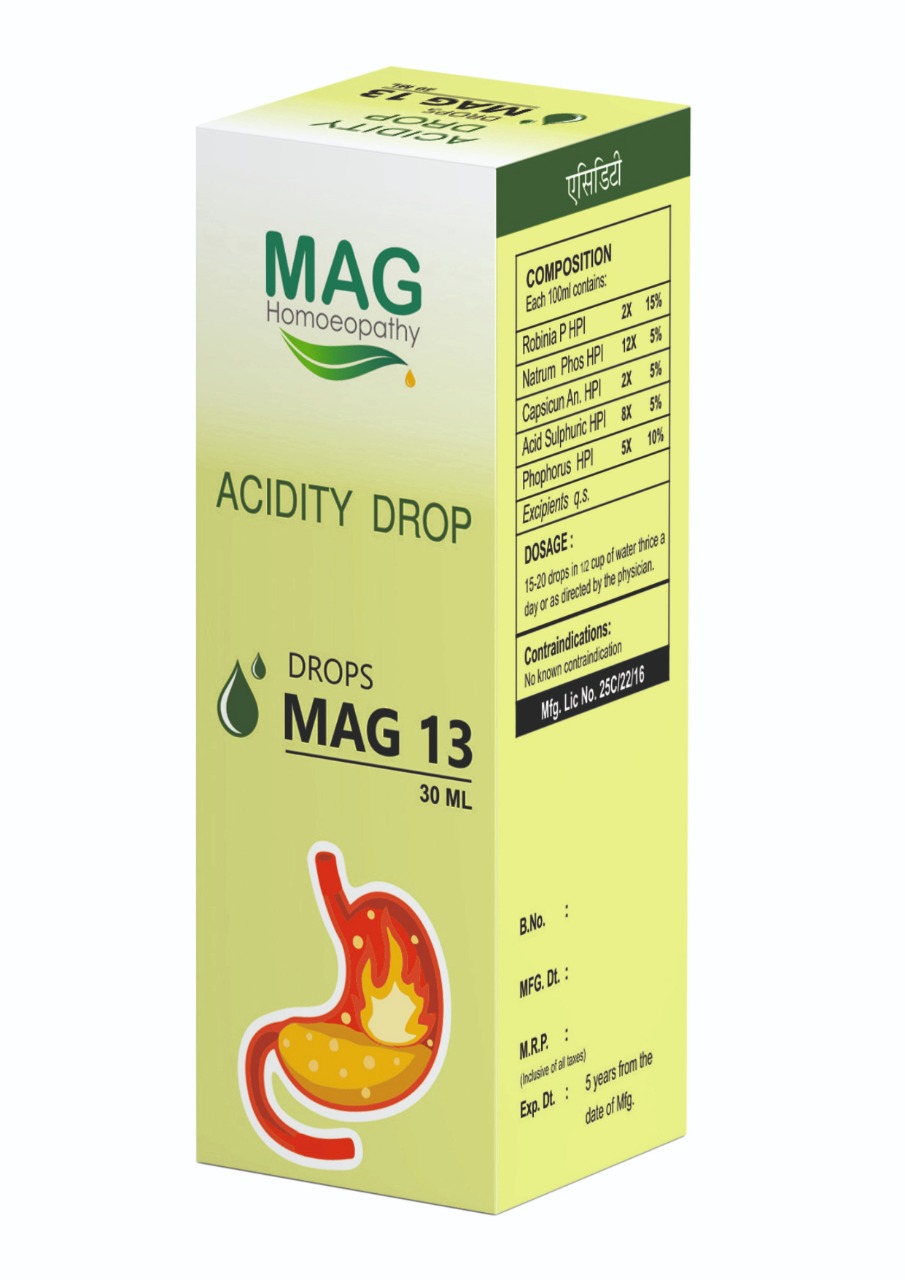 ACIDITY
DROP
DROPS
MAG 13
30 ML
MAG
Homoeopathy
ACIDITY DROP
DROPS
MAG 13
30 ML
एसिडिटी
COMPOSITION
Each 100ml contains:
Robinia P HPI 2X 15%
Natrum Phos HPI 12X 5%
Capsicun An. HPI 2X 5%
Acid Sulphuric HPI 8X 5%
Phophorus HPI 5X 10%
Excipients q.s.
DOSAGE :
15-20 drops in 1/2 cup of water thrice a
day or as directed by the physician.
Contraindications:
No known contraindication
Mfg. Lic No. 25C/22/16
B.No. :
MFG. Dt. :
M.R.P. :
(Inclusive of all taxes)
Exp. Dt. : 5 years from the
date of Mfg.